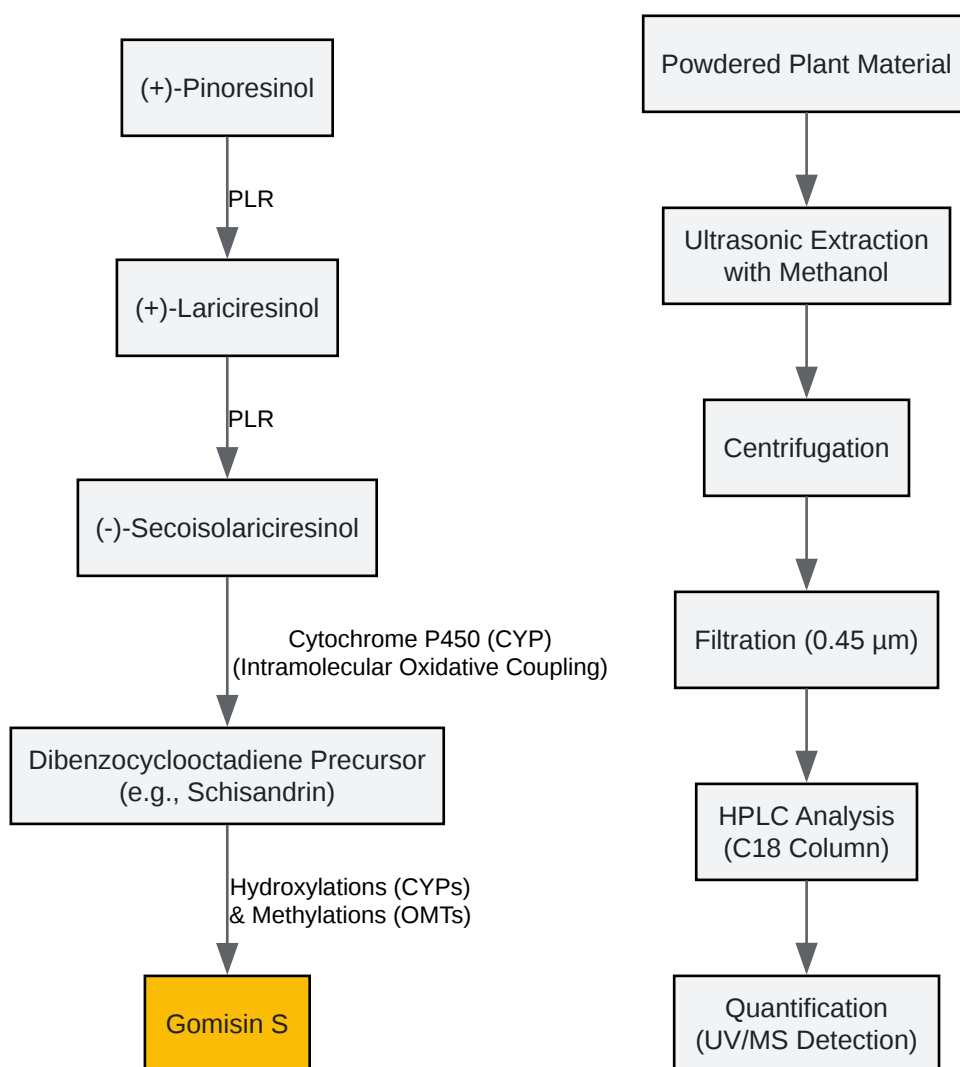 (+)-Pinoresinol
PLR
(+)-Lariciresinol
PLR
(-)-Secoisolariciresinol
Cytochrome P450 (CYP)
(Intramolecular Oxidative Coupling)
Dibenzocyclooctadiene Precursor
(e.g., Schisandrin)
Hydroxylations (CYPs)
& Methylations (OMTs)
Gomisin S
Powdered Plant Material
Ultrasonic Extraction
with Methanol
Centrifugation
Filtration (0.45 µm)
HPLC Analysis
(C18 Column)
Quantification
(UV/MS Detection)